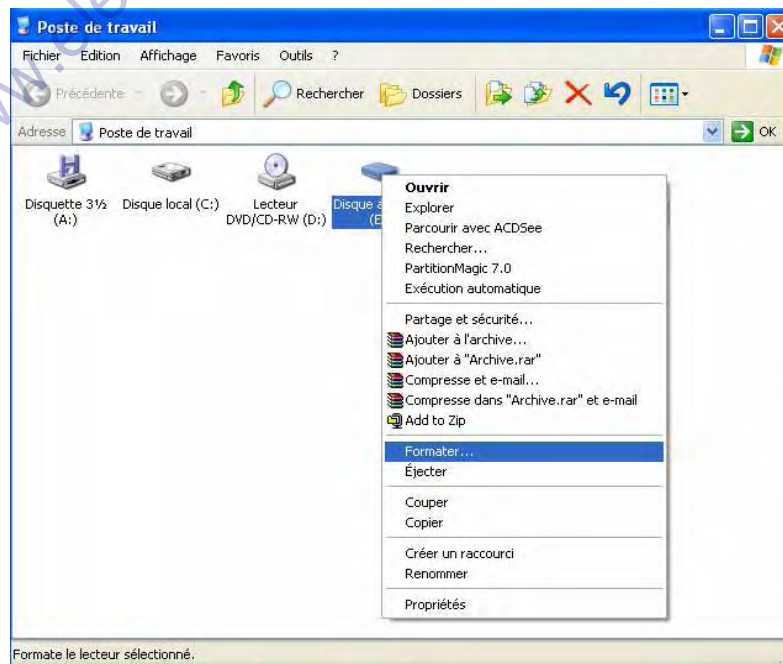 Poste de travail
Fichier Edition Affichage Favoris Outils ?
Précédente Rechercher Dossiers
Adresse Poste de travail OK
Disquette 3½ (A:)
Disque local (C:)
Lecteur DVD/CD-RW (D:)
Disque
Ouvrir
Explorer
Parcourir avec ACDSee
Rechercher...
PartitionMagic 7.0
Exécution automatique
Partage et sécurité...
Ajouter à l'archive...
Ajouter à "Archive.rar"
Compresse et e-mail...
Compresse dans "Archive.rar" et e-mail
Add to Zip
Formater...
Éjecter
Couper
Copier
Créer un raccourci
Renommer
Propriétés
Formate le lecteur sélectionné.